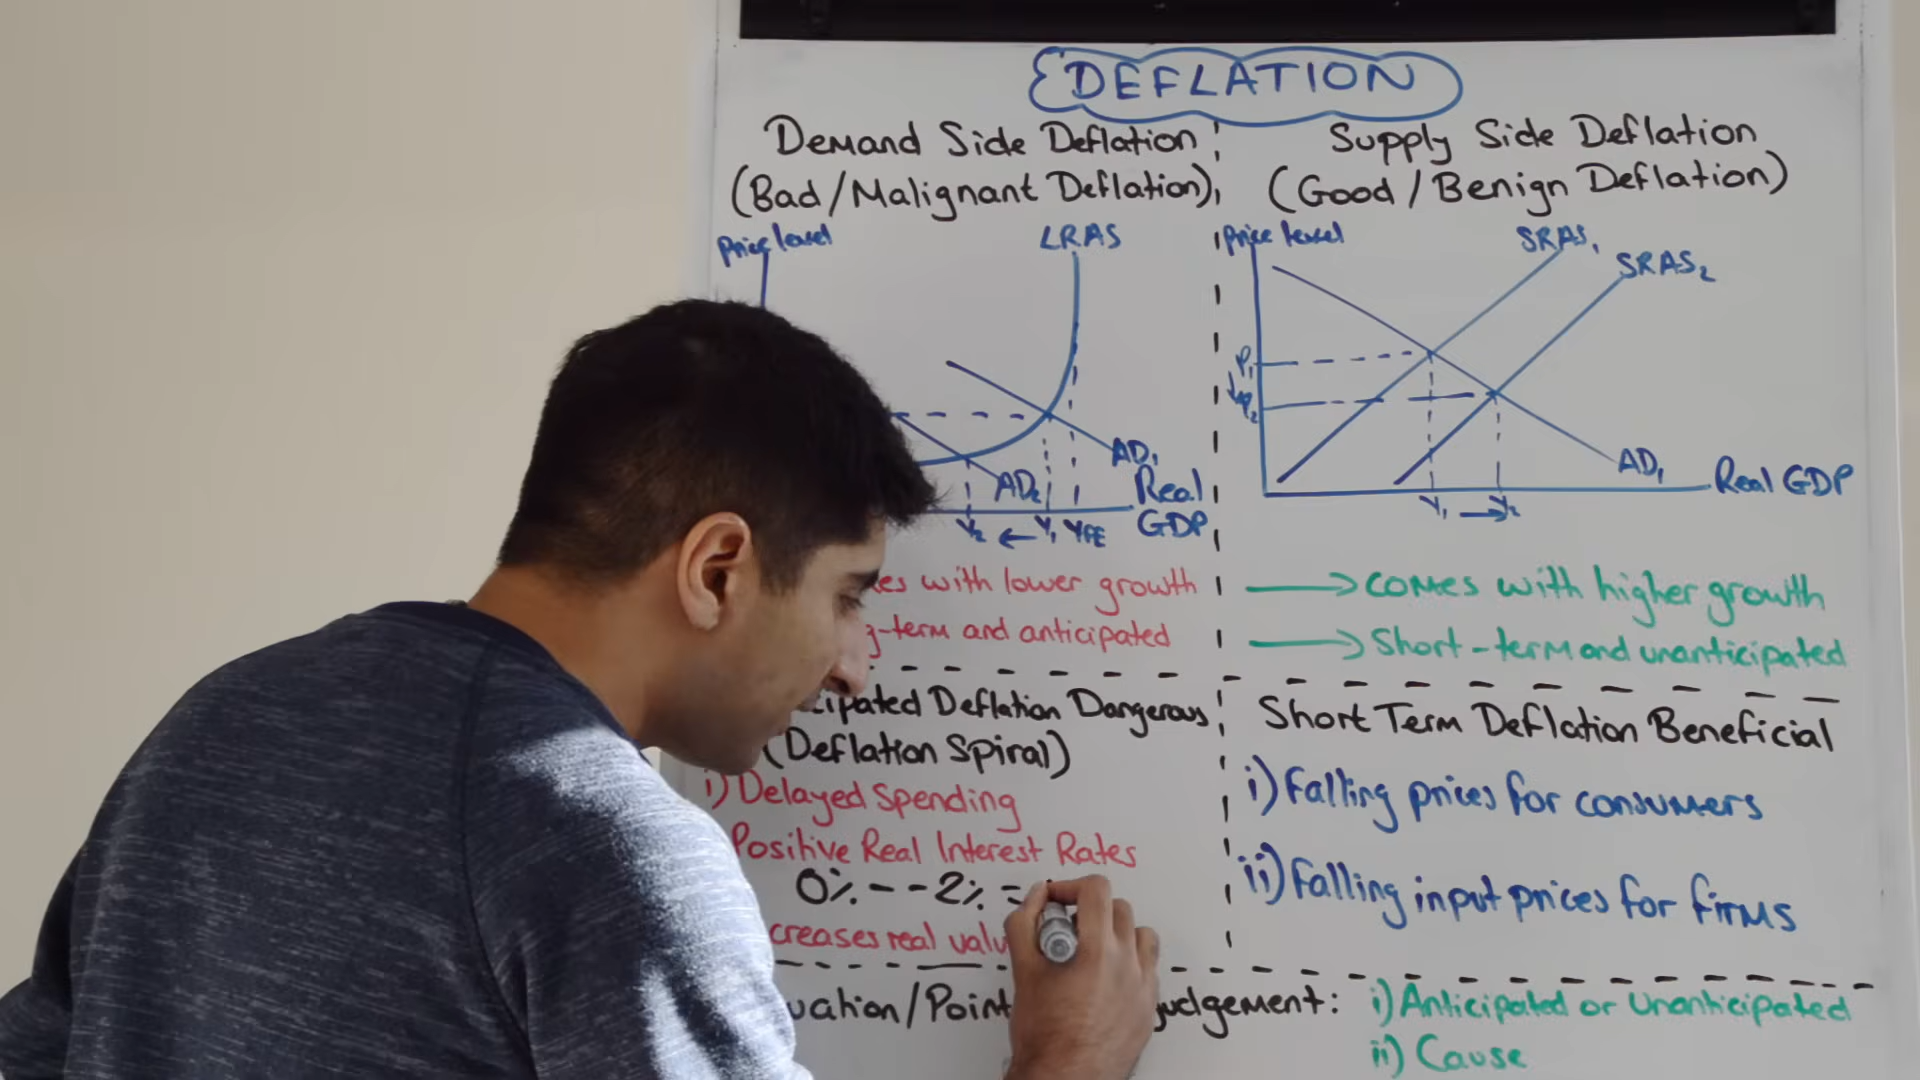 DEFLATION
Demand Side Deflation
(Bad/Malignant Deflation)
Price level
LRAS
AD1
AD2
Real
GDP
Y2 ← Y1 YFE
with lower growth
term and anticipated
Deflation Dangerous
(Deflation Spiral)
i) Delayed Spending
Positive Real Interest Rates
0% - -2% =
real
Supply Side Deflation
(Good/Benign Deflation)
Price level
SRAS1
SRAS2
P1
P2
AD1
Real GDP
Y1 → Y2
→ comes with higher growth
→ Short-term and unanticipated
Short Term Deflation Beneficial
i) Falling prices for consumers
ii) Falling input prices for firms
judgement:
i) Anticipated or Unanticipated
ii) Cause